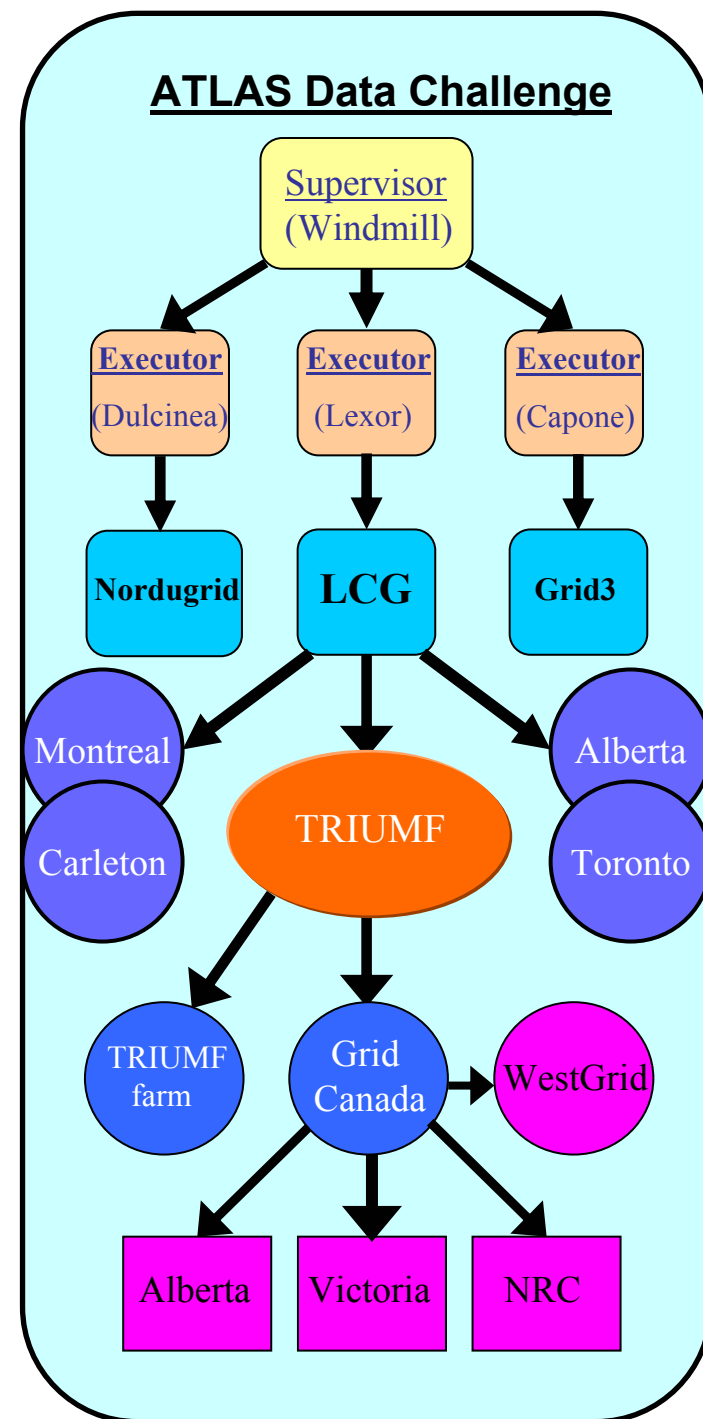 ATLAS Data Challenge
Supervisor
(Windmill)
Executor
(Dulcinea)
Executor
(Lexor)
Executor
(Capone)
Nordugrid
LCG
Grid3
Montreal
Alberta
TRIUMF
Carleton
Toronto
TRIUMF
farm
Grid
Canada
WestGrid
Alberta
Victoria
NRC